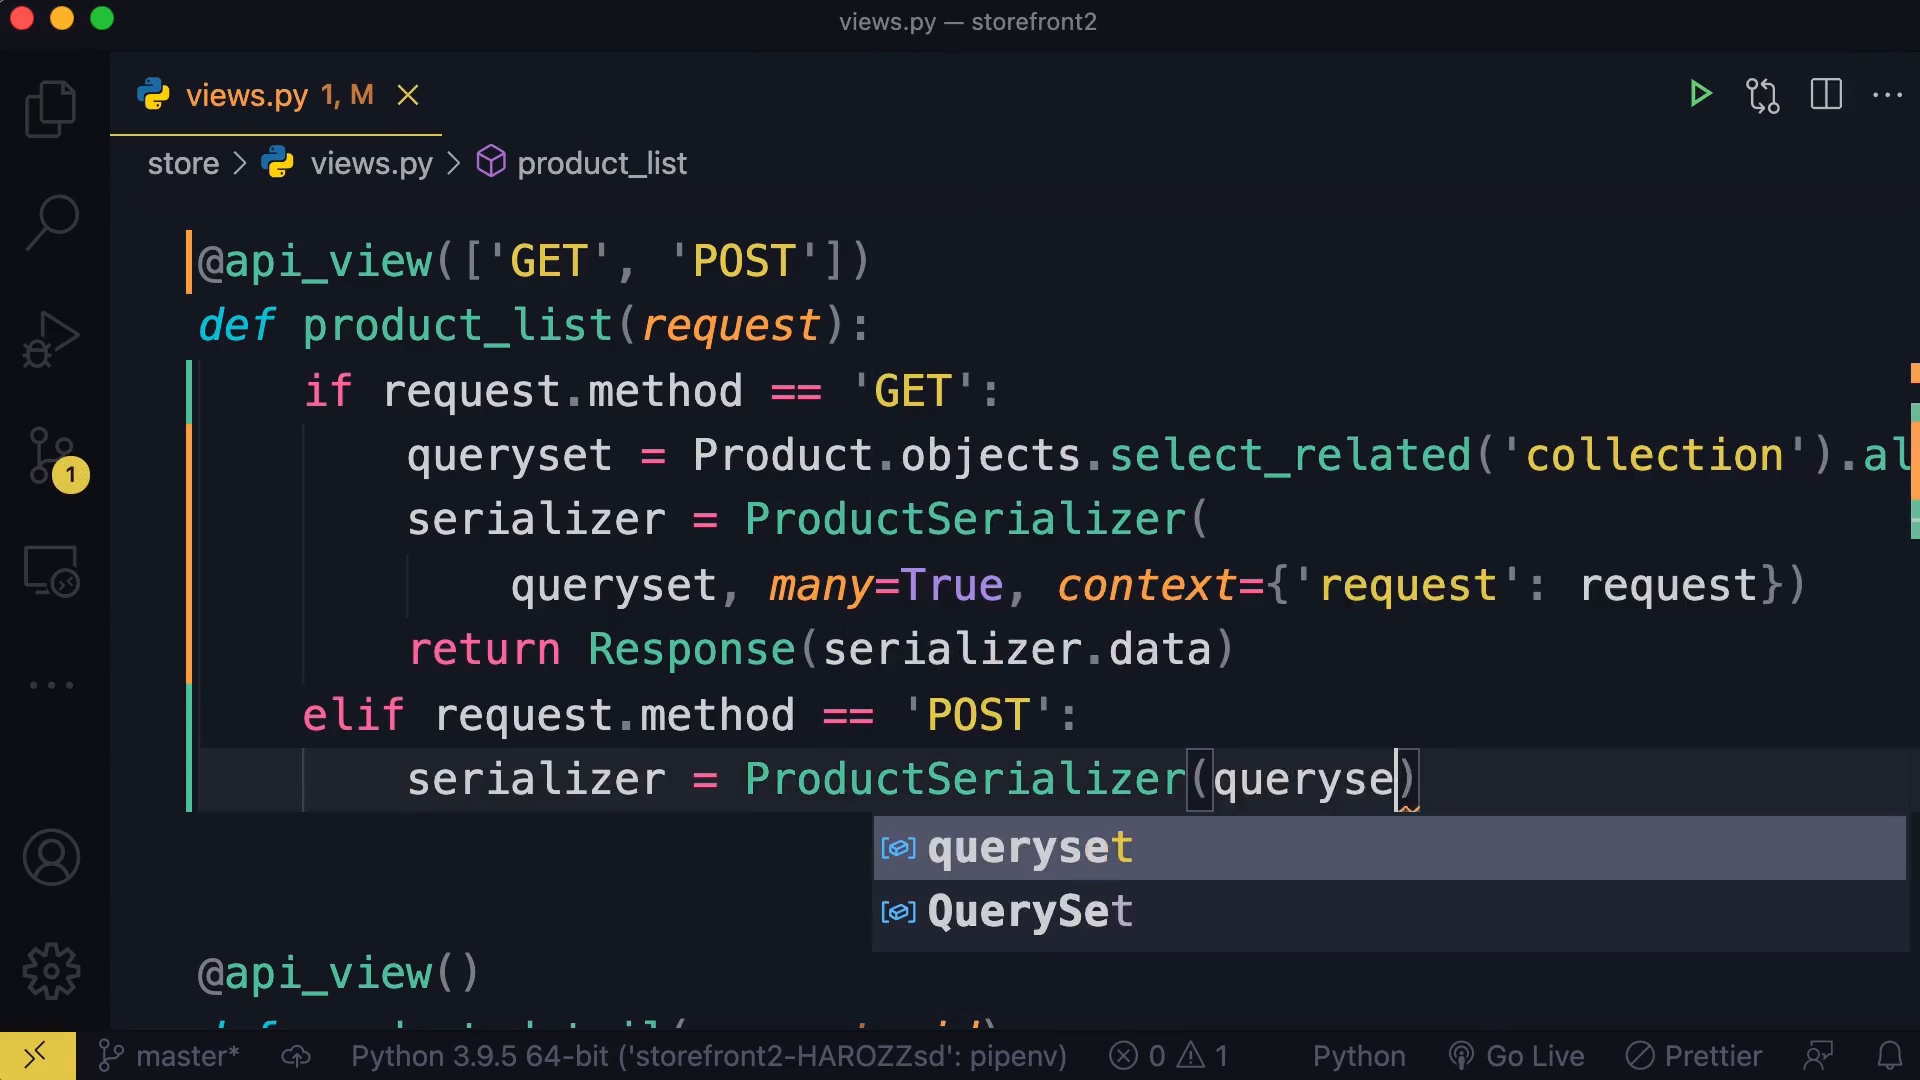 views.py — storefront2
views.py 1, M
store > views.py > product_list
@api_view(['GET', 'POST'])
def product_list(request):
if request.method == 'GET':
queryset = Product.objects.select_related('collection').al
serializer = ProductSerializer(
queryset, many=True, context={'request': request})
return Response(serializer.data)
elif request.method == 'POST':
serializer = ProductSerializer(queryse)
queryset
QuerySet
@api_view()
1
master* Python 3.9.5 64-bit ('storefront2-HAROZZsd': pipenv) 0 1 Python Go Live Prettier